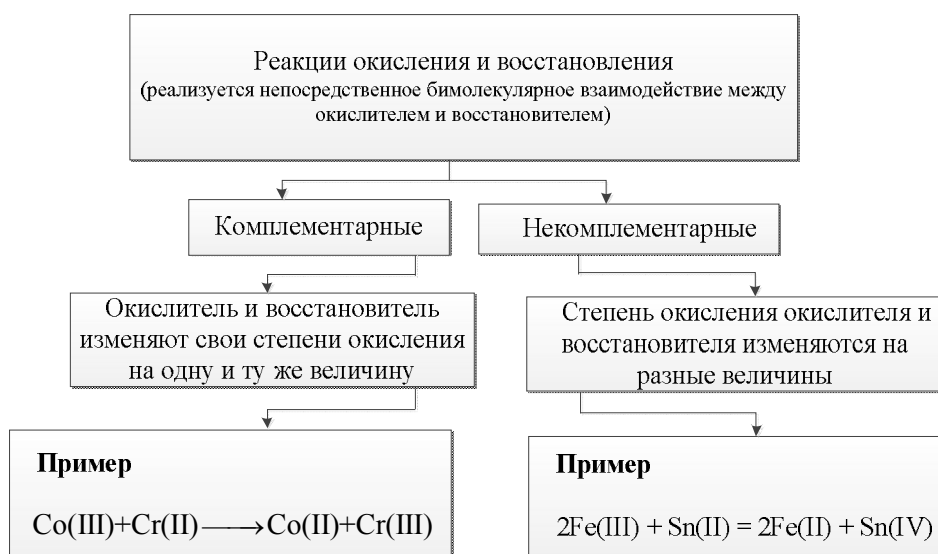 Реакции окисления и восстановления
(реализуется непосредственное бимолекулярное взаимодействие между
окислителем и восстановителем)
Комплементарные
Некомплементарные
Окислитель и восстановитель
изменяют свои степени окисления
на одну и ту же величину
Степень окисления окислителя и
восстановителя изменяются на
разные величины
Пример
Co(III)+Cr(II) ⟶ Co(II)+Cr(III)
Пример
2Fe(III) + Sn(II) = 2Fe(II) + Sn(IV)